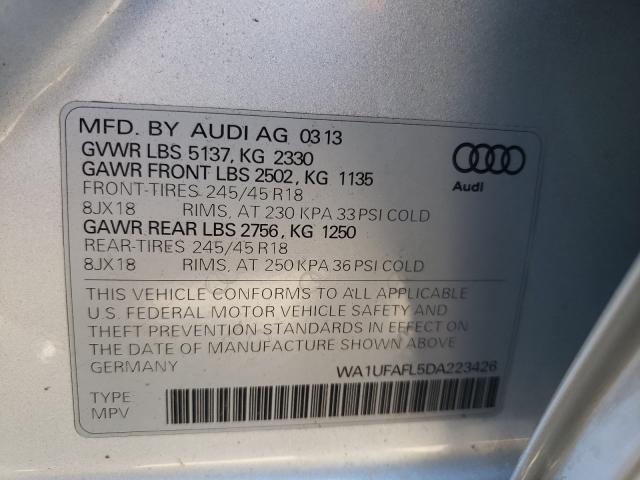 MFD. BY AUDI AG 0313
GVWR LBS 5137, KG 2330
GAWR FRONT LBS 2502, KG 1135
FRONT-TIRES 245/45 R18
8JX18 RIMS, AT 230 KPA 33 PSI COLD
GAWR REAR LBS 2756, KG 1250
REAR-TIRES 245/45 R18
8JX18 RIMS, AT 250 KPA 36 PSI COLD
Audi
THIS VEHICLE CONFORMS TO ALL APPLICABLE
U.S. FEDERAL MOTOR VEHICLE SAFETY AND
THEFT PREVENTION STANDARDS IN EFFECT ON
THE DATE OF MANUFACTURE SHOWN ABOVE
GERMANY WA1UFAFL5DA223426
TYPE
MPV